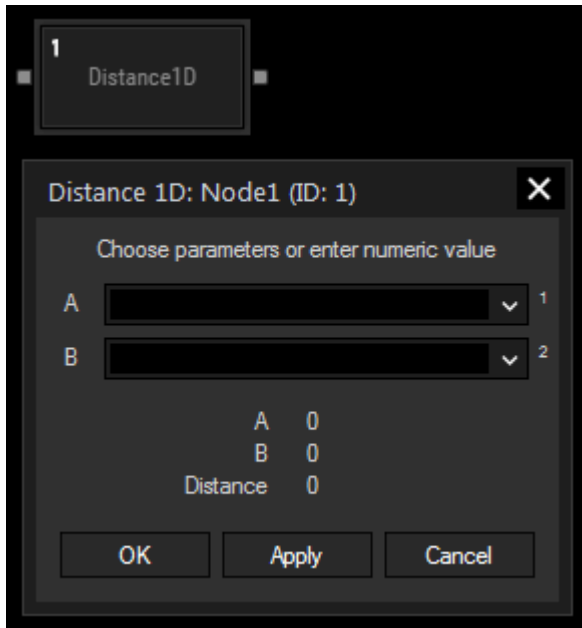 1
Distance1D
Distance 1D: Node1 (ID: 1)
Choose parameters or enter numeric value
A 1
B 2
A 0
B 0
Distance 0
OK Apply Cancel